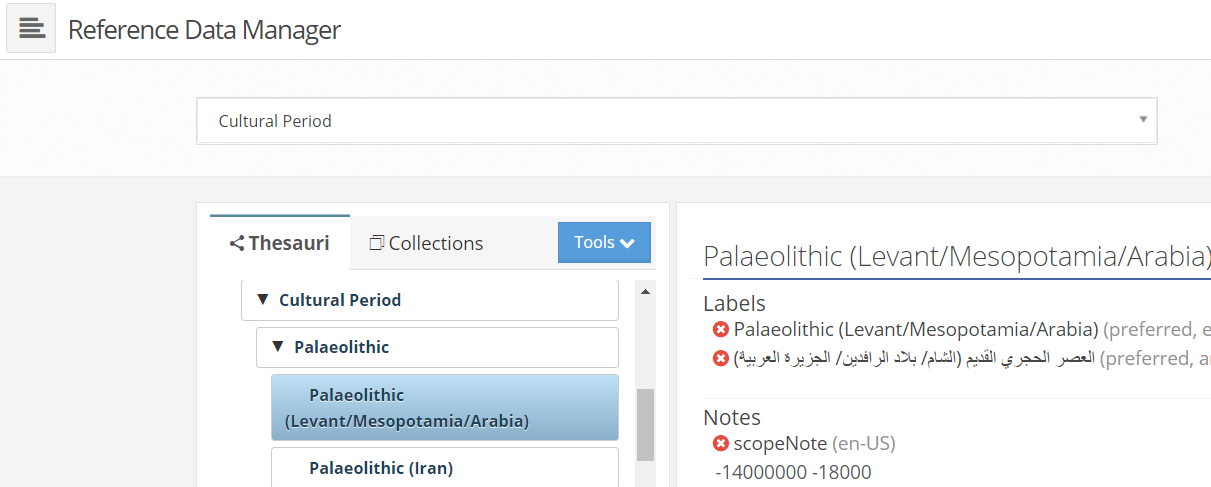 Reference Data Manager
Cultural Period
Thesauri
Collections
Tools
Cultural Period
Palaeolithic
Palaeolithic
(Levant/Mesopotamia/Arabia)
Palaeolithic (Iran)
Palaeolithic (Levant/Mesopotamia/Arabia)
Labels
Palaeolithic (Levant/Mesopotamia/Arabia) (preferred, e
العصر الحجري القديم (الشام/ بلاد الرافدين/ الجزيرة العربية) (preferred, ar
Notes
scopeNote (en-US)
-14000000 -18000